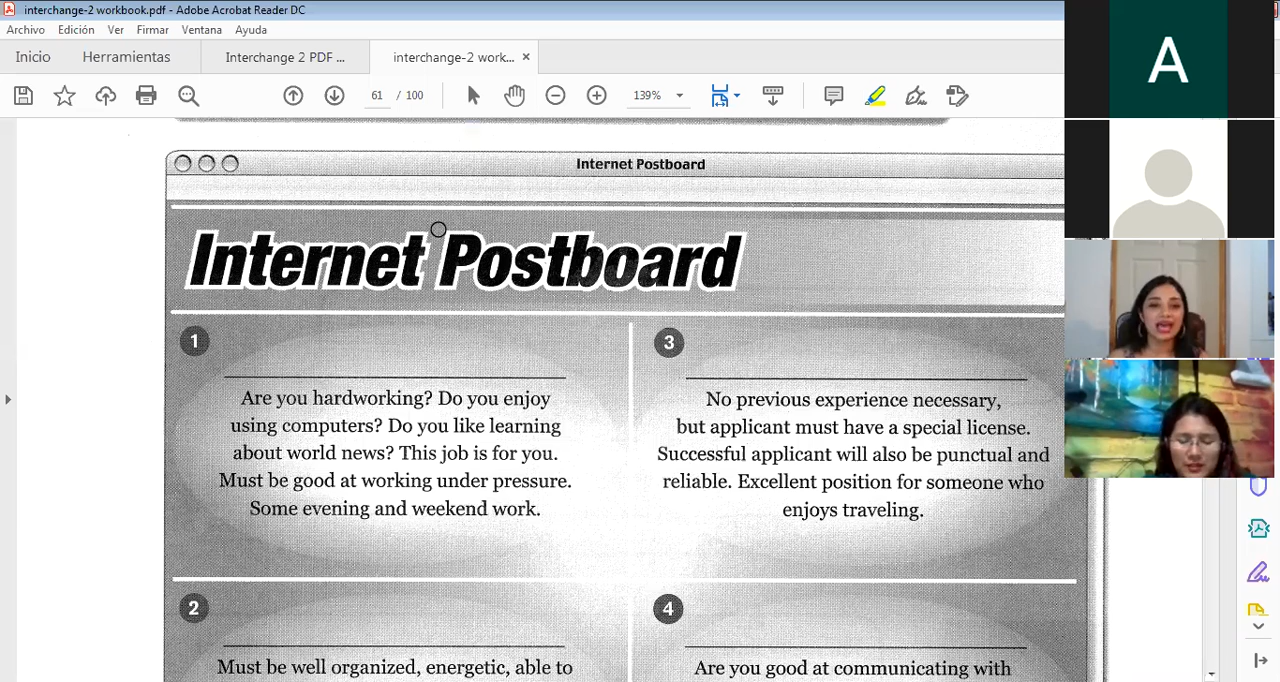 interchange-2 workbook.pdf - Adobe Acrobat Reader DC
Archivo Edición Ver Firmar Ventana Ayuda
Inicio Herramientas Interchange 2 PDF ... interchange-2 work... ×
61 / 100 139%
Internet Postboard
Internet Postboard
1
Are you hardworking? Do you enjoy
using computers? Do you like learning
about world news? This job is for you.
Must be good at working under pressure.
Some evening and weekend work.
3
No previous experience necessary,
but applicant must have a special license.
Successful applicant will also be punctual and
reliable. Excellent position for someone who
enjoys traveling.
2
Must be well organized, energetic, able to
4
Are you good at communicating with
A